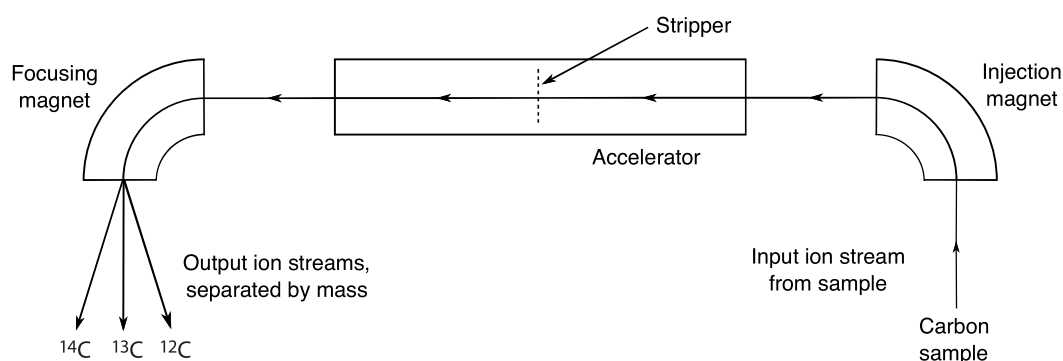 Stripper
Focusing
magnet
Injection
magnet
Accelerator
Output ion streams,
separated by mass
Input ion stream
from sample
¹⁴C ¹³C ¹²C
Carbon
sample